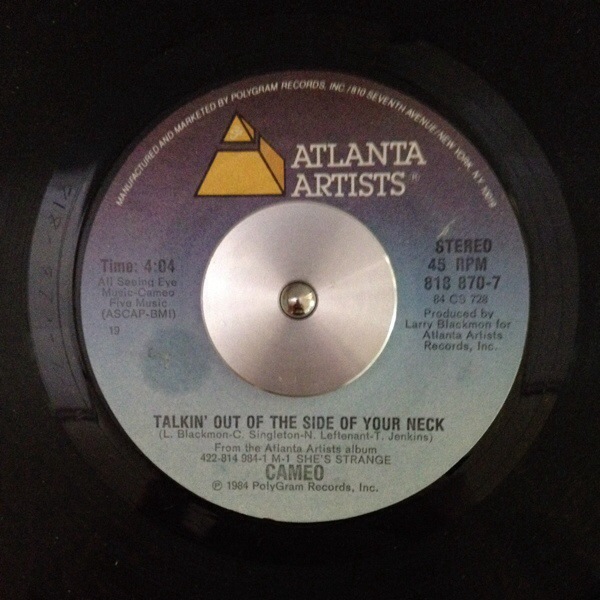 MANUFACTURED AND MARKETED BY POLYGRAM RECORDS, INC./810 SEVENTH AVENUE/NEW YORK, N.Y. 10019
ATLANTA
ARTISTS®
STEREO
45 RPM
818 870-7
84 CS 728
Produced by
Larry Blackmon for
Atlanta Artists
Records, Inc.
Time: 4:04
All Seeing Eye
Music-Cameo
Five Music
(ASCAP-BMI)
19
TALKIN' OUT OF THE SIDE OF YOUR NECK
(L. Blackmon-C. Singleton-N. Leftenant-T. Jenkins)
From the Atlanta Artists album
422-814 984-1 M-1 SHE'S STRANGE
CAMEO
℗ 1984 PolyGram Records, Inc.